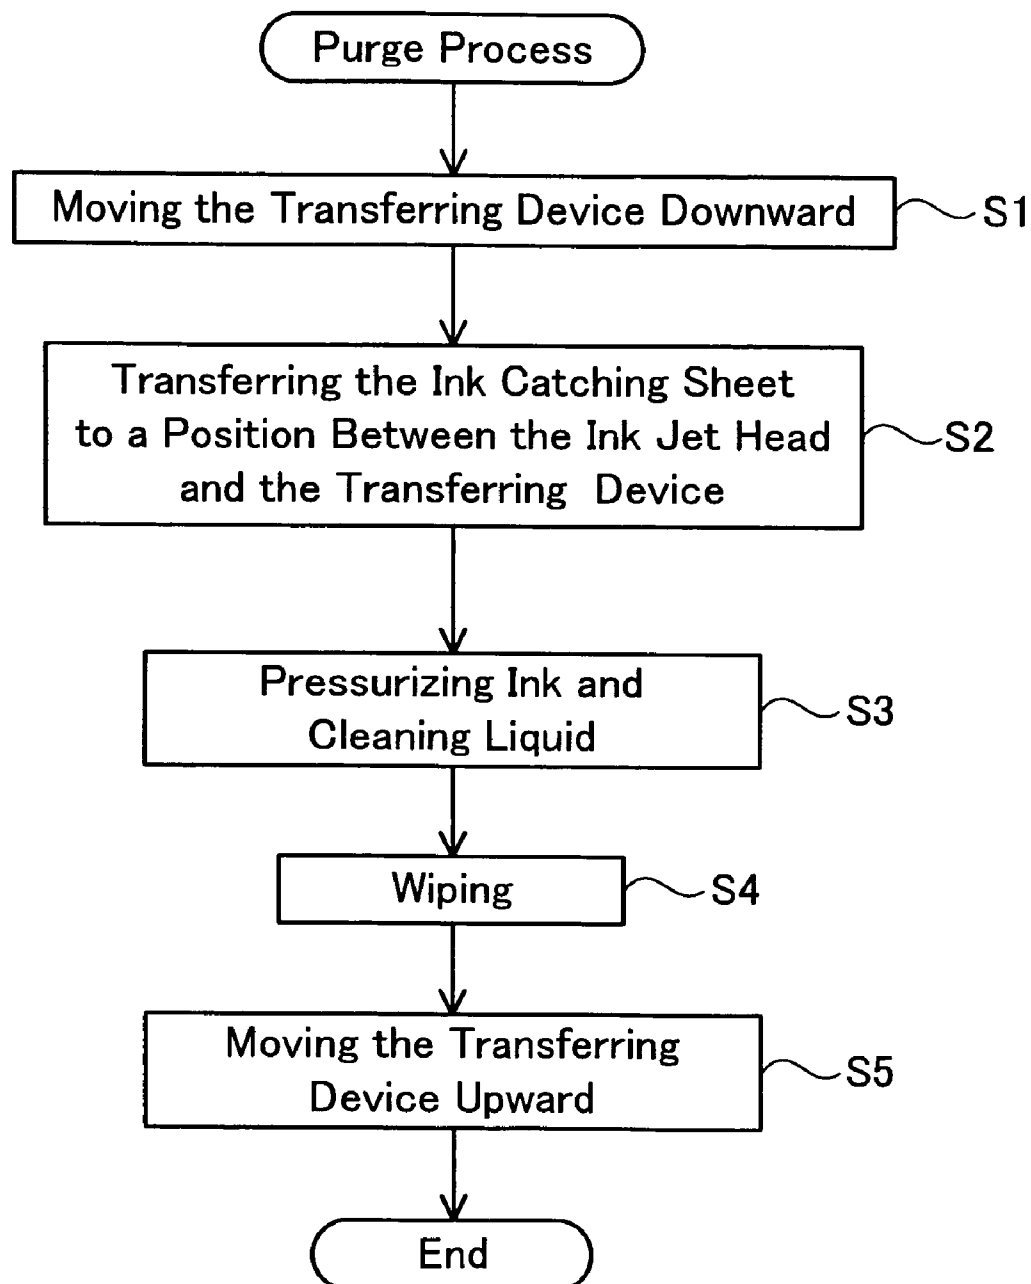 Purge Process
Moving the Transferring Device Downward
S1
Transferring the Ink Catching Sheet
to a Position Between the Ink Jet Head
and the Transferring Device
S2
Pressurizing Ink and
Cleaning Liquid
S3
Wiping
S4
Moving the Transferring
Device Upward
S5
End